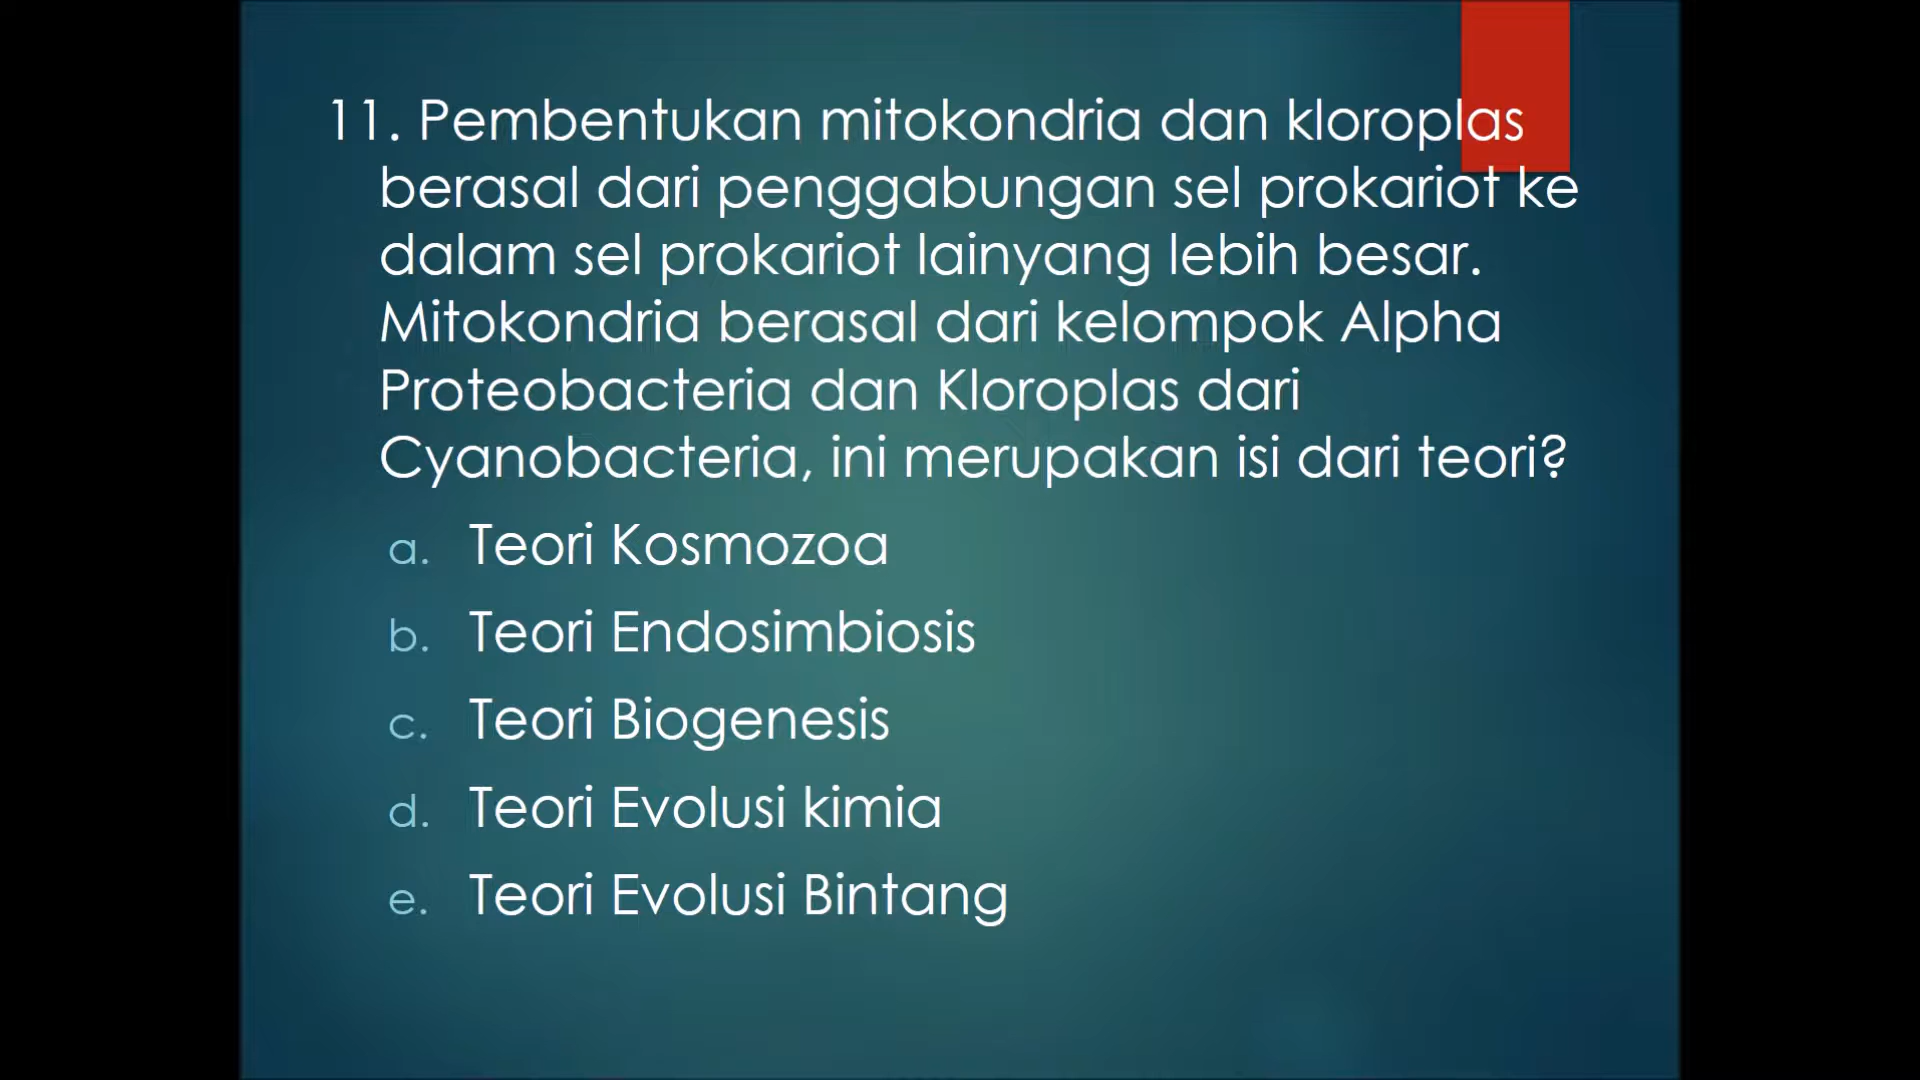 11. Pembentukan mitokondria dan kloroplas
berasal dari penggabungan sel prokariot ke
dalam sel prokariot lainyang lebih besar.
Mitokondria berasal dari kelompok Alpha
Proteobacteria dan Kloroplas dari
Cyanobacteria, ini merupakan isi dari teori?
a. Teori Kosmozoa
b. Teori Endosimbiosis
c. Teori Biogenesis
d. Teori Evolusi kimia
e. Teori Evolusi Bintang